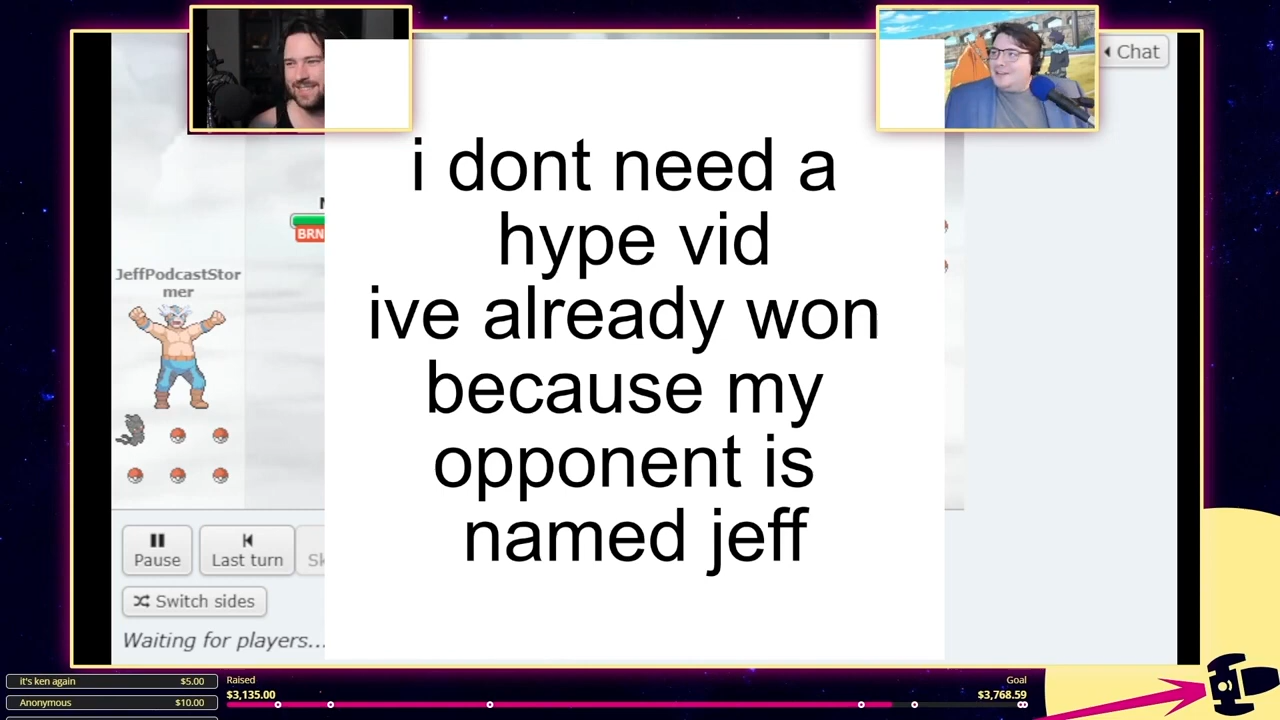 Chat
i dont need a
hype vid
ive already won
because my
opponent is
named jeff
BRN
JeffPodcastStor
mer
Pause
Last turn
Switch sides
Waiting for players...
it's ken again $5.00
Anonymous $10.00
Raised
$3,135.00
Goal
$3,768.59